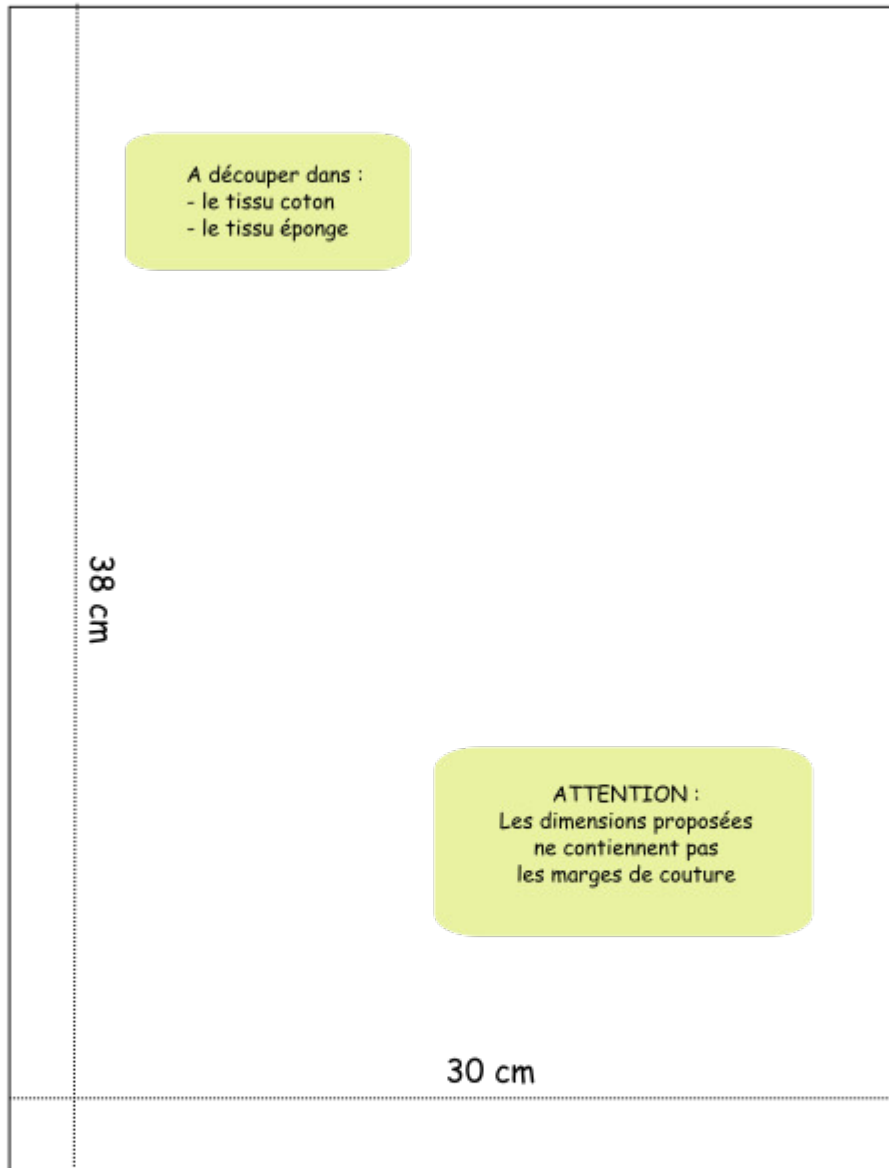 A découper dans :
- le tissu coton
- le tissu éponge
38 cm
ATTENTION :
Les dimensions proposées
ne contiennent pas
les marges de couture
30 cm